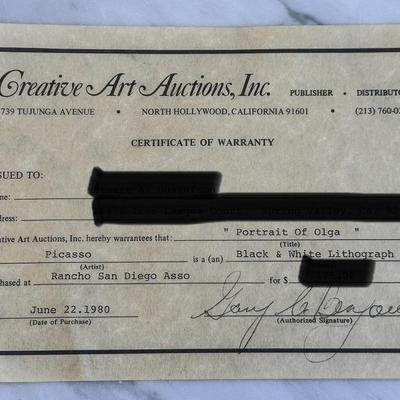 Creative Art Auctions, Inc. PUBLISHER • DISTRIBUTO
739 TUJUNGA AVENUE • NORTH HOLLYWOOD, CALIFORNIA 91601 • (213) 760-0
CERTIFICATE OF WARRANTY
SSUED TO:
me:
dress:
ative Art Auctions, Inc. hereby warrantees that " Portrait Of Olga "
(Title)
Picasso is a (an) Black & White Lithograph
(Artist)
rchased at Rancho San Diego Asso for $
June 22.1980
(Date of Purchase) (Authorized Signature)